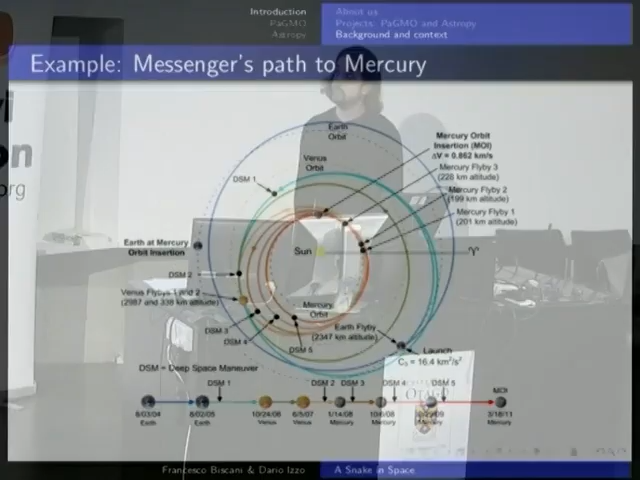 Introduction
PaGMO
Astropy
About us
Projects: PaGMO and Astropy
Background and context
Example: Messenger's path to Mercury
on
org
Earth
Orbit
Venus
Orbit
DSM 1
Mercury Orbit
Insertion (MOI)
ΔV = 0.862 km/s
Mercury Flyby 3
(228 km altitude)
Mercury Flyby 2
(199 km altitude)
Mercury Flyby 1
(201 km altitude)
Earth at Mercury
Orbit Insertion
Sun
♈
DSM 2
Venus Flybys 1 and 2
(2987 and 338 km altitude)
Mercury
Orbit
DSM 3
DSM 4
DSM 5
Earth Flyby
(2347 km altitude)
Launch
C₃ = 16.4 km²/s²
DSM = Deep Space Maneuver
DSM 1
DSM 2
DSM 3
DSM 4
DSM 5
MOI
8/03/04
Earth
8/02/05
Earth
10/24/06
Venus
6/5/07
Venus
1/14/08
Mercury
10/6/08
Mercury
Mercury
3/18/11
Mercury
OTAGO
Francesco Biscani & Dario Izzo
A Snake in Space